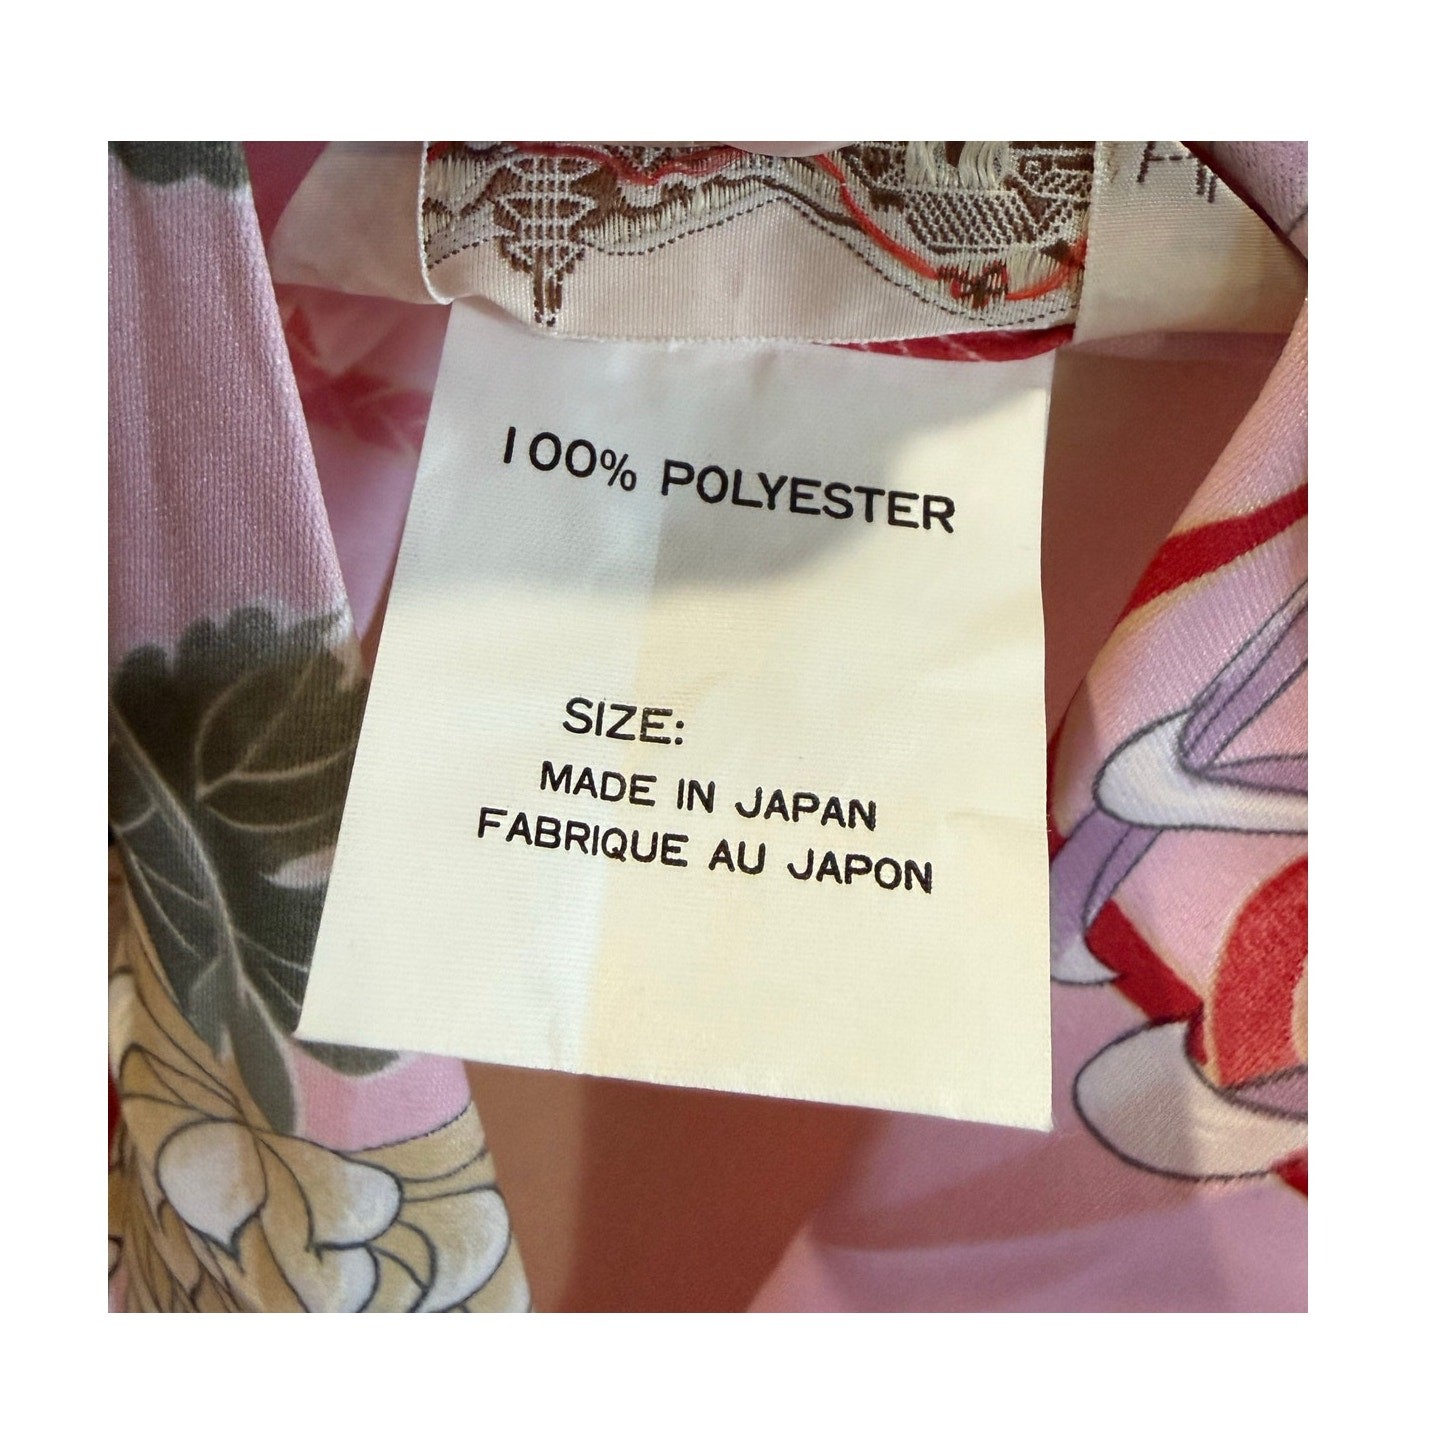 100% POLYESTER
SIZE:
MADE IN JAPAN
FABRIQUE AU JAPON